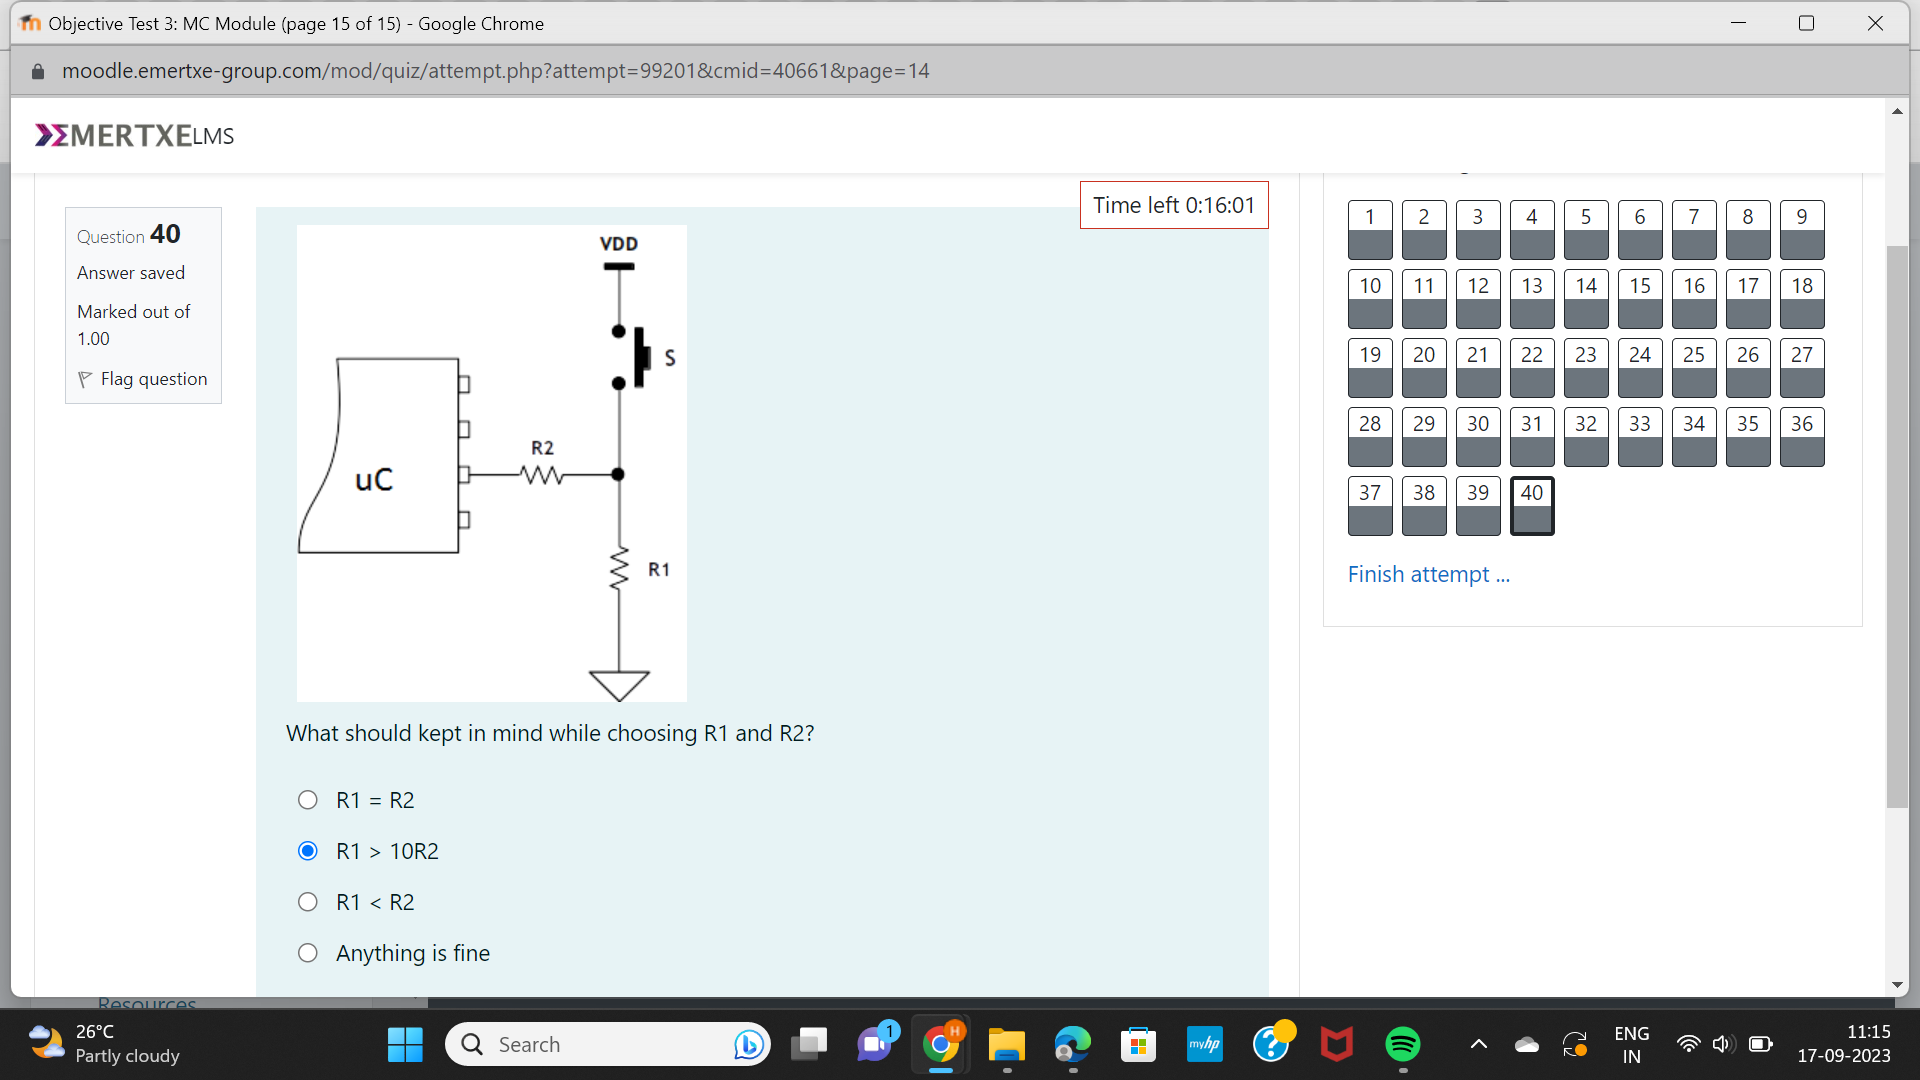 Objective Test 3: MC Module (page 15 of 15) - Google Chrome
moodle.emertxe-group.com/mod/quiz/attempt.php?attempt=99201&cmid=40661&page=14
EMERTXE LMS
Time left 0:16:01
Question 40
Answer saved
Marked out of
1.00
Flag question
VDD
S
R2
uC
R1
What should kept in mind while choosing R1 and R2?
R1 = R2
R1 > 10R2
R1 < R2
Anything is fine
1 2 3 4 5 6 7 8 9
10 11 12 13 14 15 16 17 18
19 20 21 22 23 24 25 26 27
28 29 30 31 32 33 34 35 36
37 38 39 40
Finish attempt ...
Resources
26°C
Partly cloudy
Search
1
H
myhp
?
ENG
IN
11:15
17-09-2023